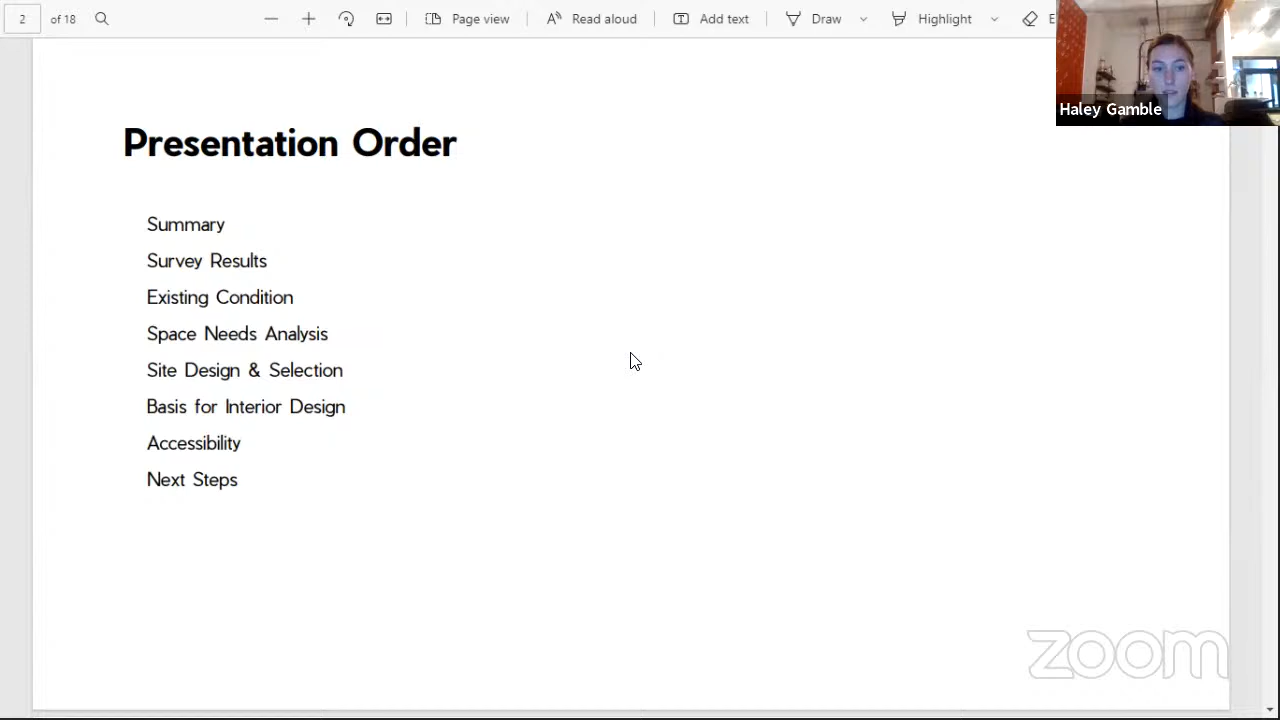 2 of 18 Page view Read aloud Add text Draw Highlight
Haley Gamble
Presentation Order
Summary
Survey Results
Existing Condition
Space Needs Analysis
Site Design & Selection
Basis for Interior Design
Accessibility
Next Steps
zoom